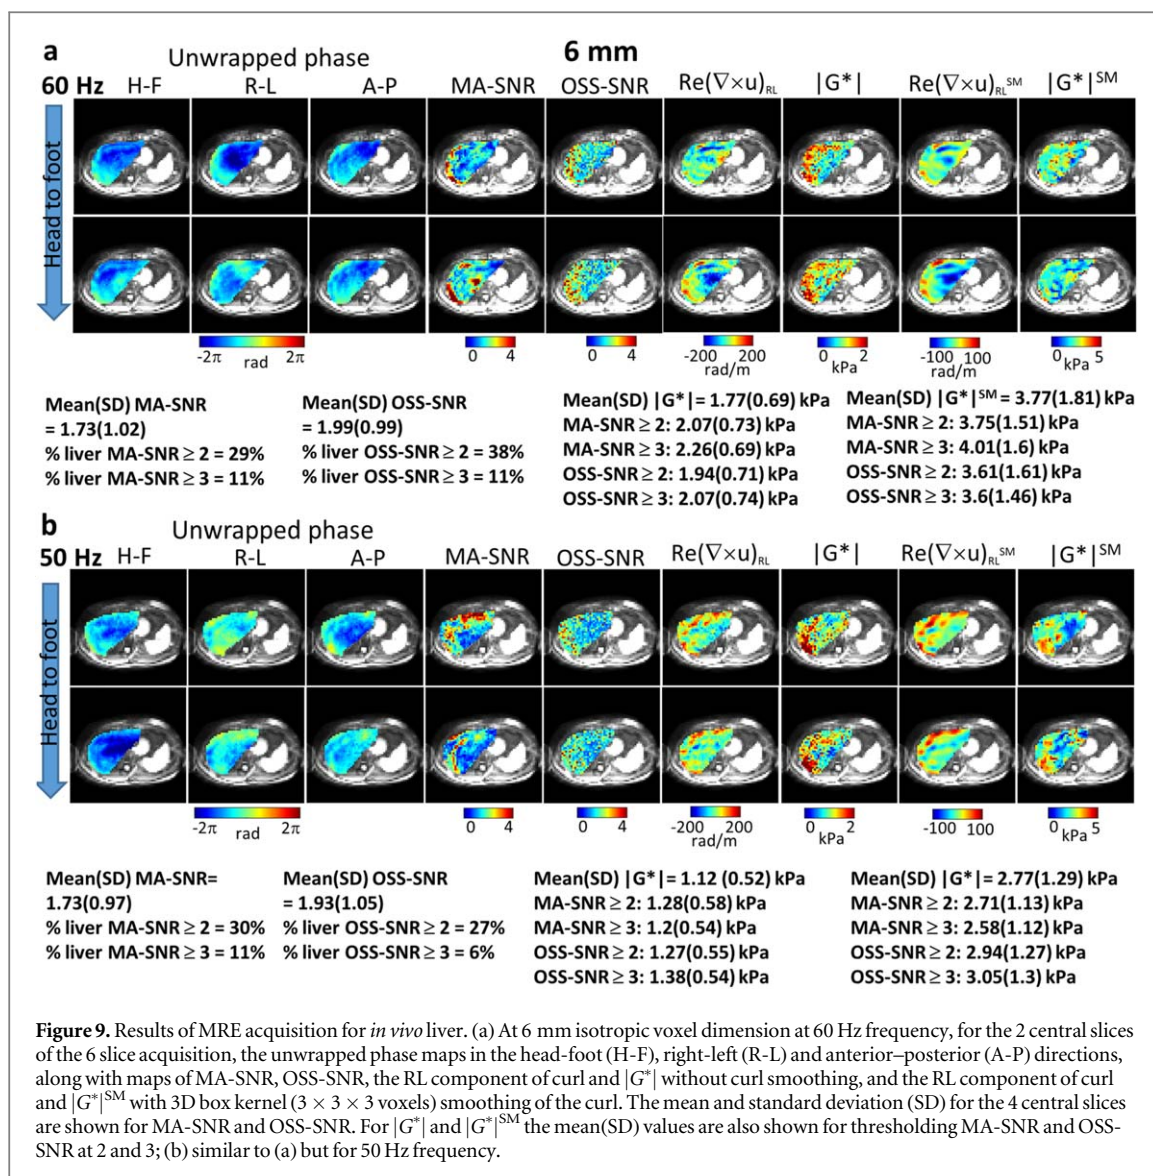 a
Unwrapped phase
6 mm
60 Hz
H-F
R-L
A-P
MA-SNR
OSS-SNR
Re(∇×u)RL
|G*|
Re(∇×u)RL^SM
|G*|^SM
Head to foot
-2π
rad
2π
0
4
0
4
-200
200
rad/m
0
2
kPa
-100
100
rad/m
0
5
kPa
Mean(SD) MA-SNR
= 1.73(1.02)
% liver MA-SNR ≥ 2 = 29%
% liver MA-SNR ≥ 3 = 11%
Mean(SD) OSS-SNR
= 1.99(0.99)
% liver OSS-SNR ≥ 2 = 38%
% liver OSS-SNR ≥ 3 = 11%
Mean(SD) |G*|= 1.77(0.69) kPa
MA-SNR ≥ 2: 2.07(0.73) kPa
MA-SNR ≥ 3: 2.26(0.69) kPa
OSS-SNR ≥ 2: 1.94(0.71) kPa
OSS-SNR ≥ 3: 2.07(0.74) kPa
Mean(SD) |G*|^SM = 3.77(1.81) kPa
MA-SNR ≥ 2: 3.75(1.51) kPa
MA-SNR ≥ 3: 4.01(1.6) kPa
OSS-SNR ≥ 2: 3.61(1.61) kPa
OSS-SNR ≥ 3: 3.6(1.46) kPa
b
Unwrapped phase
50 Hz
H-F
R-L
A-P
MA-SNR
OSS-SNR
Re(∇×u)RL
|G*|
Re(∇×u)RL^SM
|G*|^SM
Head to foot
-2π
rad
2π
0
4
0
4
-200
200
rad/m
0
2
kPa
-100
100
0
5
kPa
Mean(SD) MA-SNR=
1.73(0.97)
% liver MA-SNR ≥ 2 = 30%
% liver MA-SNR ≥ 3 = 11%
Mean(SD) OSS-SNR
= 1.93(1.05)
% liver OSS-SNR ≥ 2 = 27%
% liver OSS-SNR ≥ 3 = 6%
Mean(SD) |G*|= 1.12 (0.52) kPa
MA-SNR ≥ 2: 1.28(0.58) kPa
MA-SNR ≥ 3: 1.2(0.54) kPa
OSS-SNR ≥ 2: 1.27(0.55) kPa
OSS-SNR ≥ 3: 1.38(0.54) kPa
Mean(SD) |G*|= 2.77(1.29) kPa
MA-SNR ≥ 2: 2.71(1.13) kPa
MA-SNR ≥ 3: 2.58(1.12) kPa
OSS-SNR ≥ 2: 2.94(1.27) kPa
OSS-SNR ≥ 3: 3.05(1.3) kPa
Figure 9. Results of MRE acquisition for in vivo liver. (a) At 6 mm isotropic voxel dimension at 60 Hz frequency, for the 2 central slices
of the 6 slice acquisition, the unwrapped phase maps in the head-foot (H-F), right-left (R-L) and anterior–posterior (A-P) directions,
along with maps of MA-SNR, OSS-SNR, the RL component of curl and |G*| without curl smoothing, and the RL component of curl
and |G*|^SM with 3D box kernel (3 × 3 × 3 voxels) smoothing of the curl. The mean and standard deviation (SD) for the 4 central slices
are shown for MA-SNR and OSS-SNR. For |G*| and |G*|^SM the mean(SD) values are also shown for thresholding MA-SNR and OSS-
SNR at 2 and 3; (b) similar to (a) but for 50 Hz frequency.